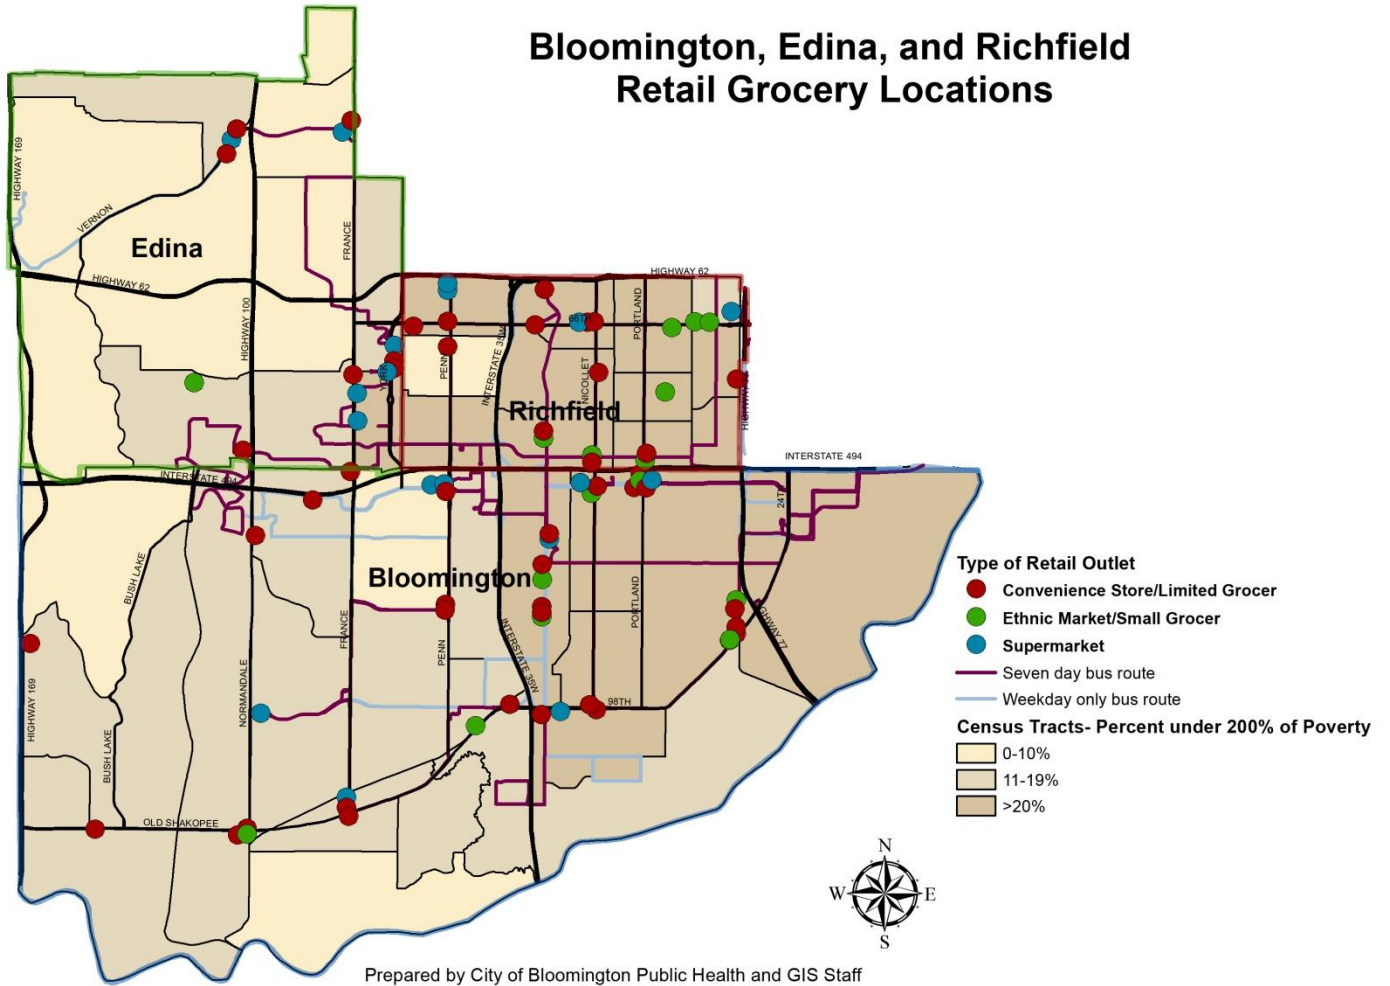 Bloomington, Edina, and Richfield
Retail Grocery Locations
HIGHWAY 169
VERNON
Edina
FRANCE
HIGHWAY 62
HIGHWAY 62
HIGHWAY 100
YORK
PENN
INTERSTATE 35W
66TH
NICOLLET
PORTLAND
Richfield
HIGHWAY 77
INTERSTATE 494
INTERSTATE 494
24TH
BUSH LAKE
Bloomington
FRANCE
PENN
INTERSTATE 35W
PORTLAND
HIGHWAY 77
HIGHWAY 169
BUSH LAKE
NORMANDALE
98TH
OLD SHAKOPEE
Type of Retail Outlet
Convenience Store/Limited Grocer
Ethnic Market/Small Grocer
Supermarket
Seven day bus route
Weekday only bus route
Census Tracts- Percent under 200% of Poverty
0-10%
11-19%
>20%
N
W
E
S
Prepared by City of Bloomington Public Health and GIS Staff